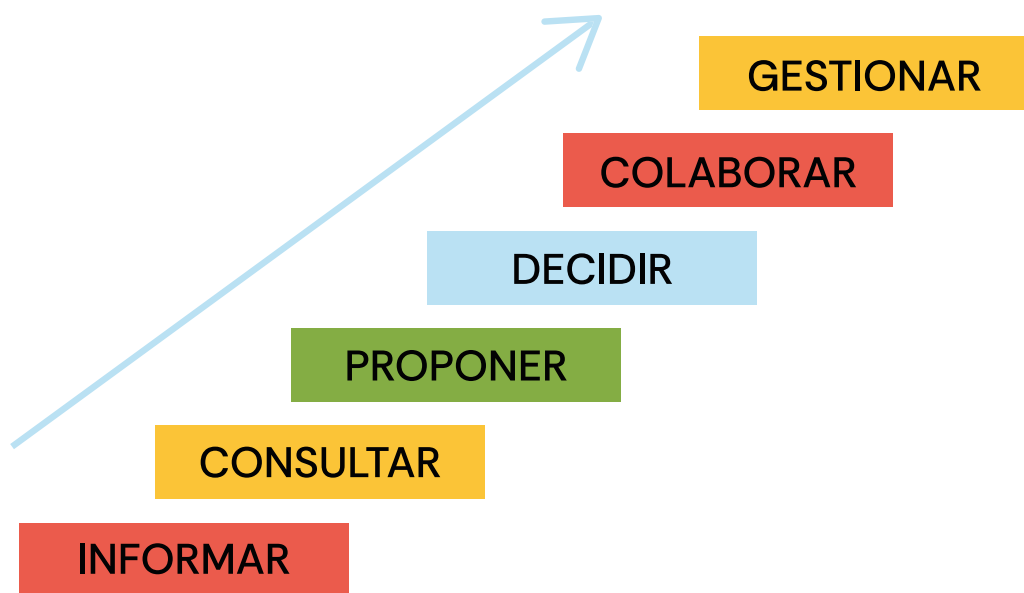 GESTIONAR
COLABORAR
DECIDIR
PROPONER
CONSULTAR
INFORMAR